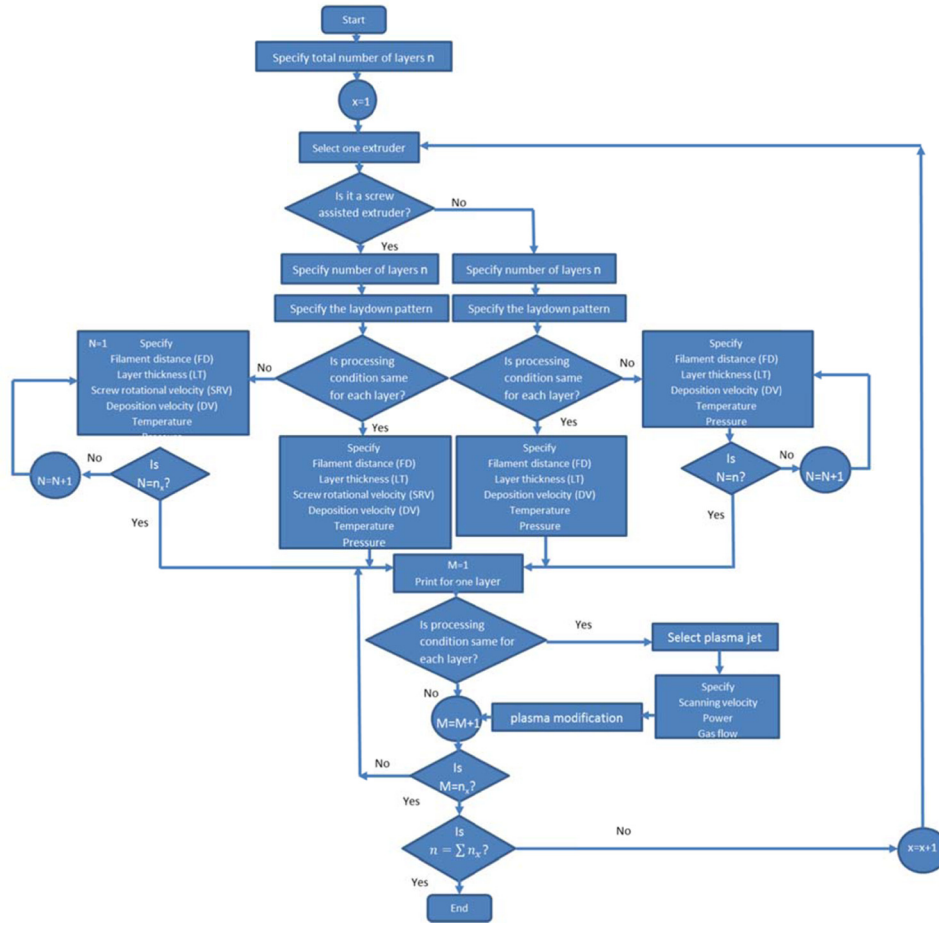 Start
Specify total number of layers n
x=1
Select one extruder
Is it a screw
assisted extruder?
No
Yes
Specify number of layers n
Specify number of layers n
Specify the laydown pattern
Specify the laydown pattern
N=1 Specify
Filament distance (FD)
Layer thickness (LT)
Screw rotational velocity (SRV)
Deposition velocity (DV)
Temperature
Pressure
No
Is processing
condition same
for each layer?
Yes
Is processing
condition same
for each layer?
No
Yes
Specify
Filament distance (FD)
Layer thickness (LT)
Deposition velocity (DV)
Temperature
Pressure
N=N+1
No
Is
N=nₓ?
Yes
Specify
Filament distance (FD)
Layer thickness (LT)
Screw rotational velocity (SRV)
Deposition velocity (DV)
Temperature
Pressure
Specify
Filament distance (FD)
Layer thickness (LT)
Deposition velocity (DV)
Temperature
Pressure
Is
N=n?
No
N=N+1
Yes
M=1
Print for one layer
Is processing
condition same for
each layer?
Yes
Select plasma jet
No
Specify
Scanning velocity
Power
Gas flow
plasma modification
M=M+1
No
Is
M=nₓ?
Yes
Is
n = ∑ nₓ?
No
x=x+1
Yes
End